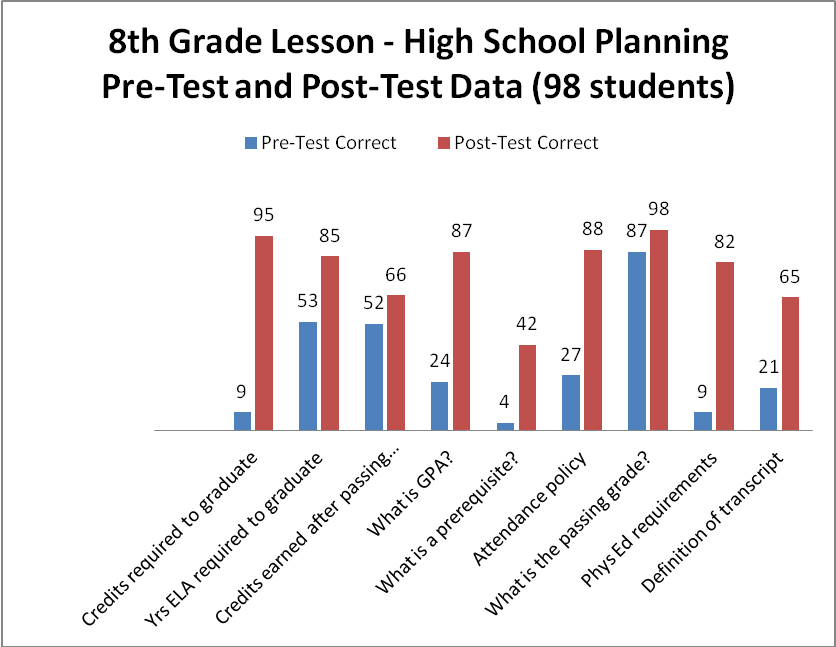 8th Grade Lesson - High School Planning
Pre-Test and Post-Test Data (98 students)
Pre-Test Correct Post-Test Correct
9 95
53 85
52 66
24 87
4 42
27 88
87 98
9 82
21 65
Credits required to graduate
Yrs ELA required to graduate
Credits earned after passing...
What is GPA?
What is a prerequisite?
Attendance policy
What is the passing grade?
Phys Ed requirements
Definition of transcript